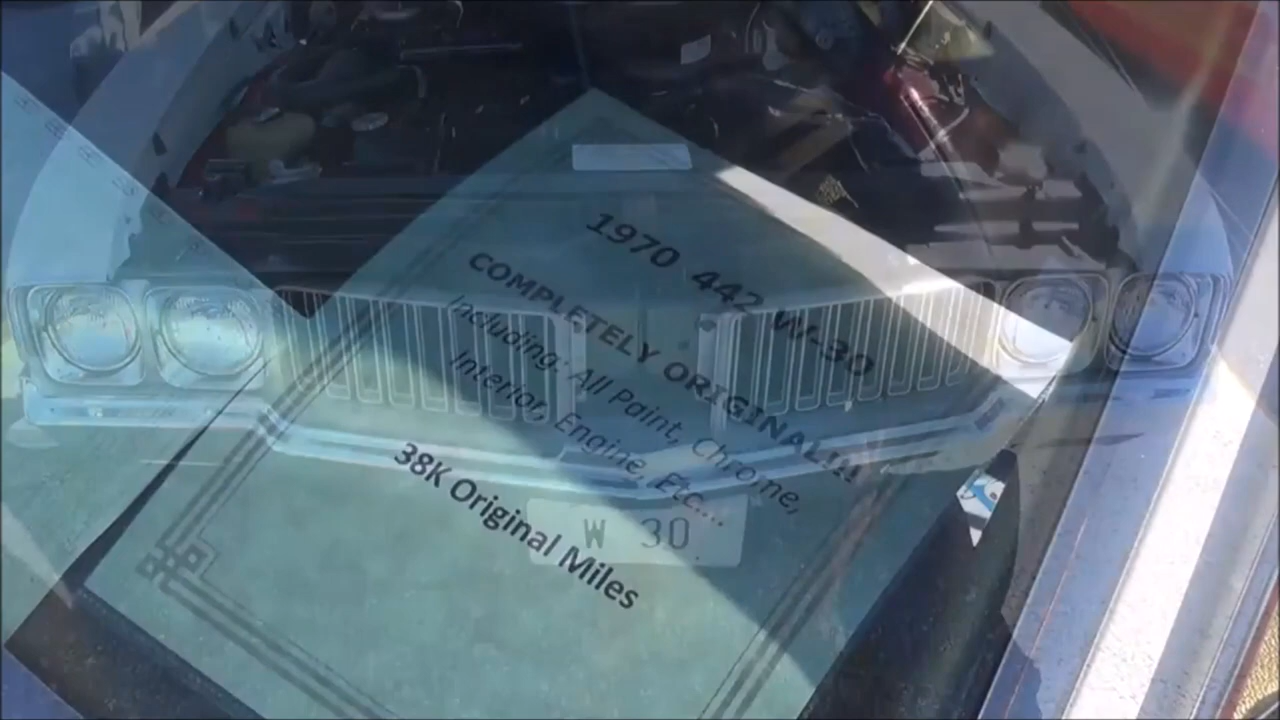 1970 442 W-30
COMPLETELY ORIGINAL!!!
Including: All Paint, Chrome,
Interior, Engine, Etc....
38K Original Miles
W 30